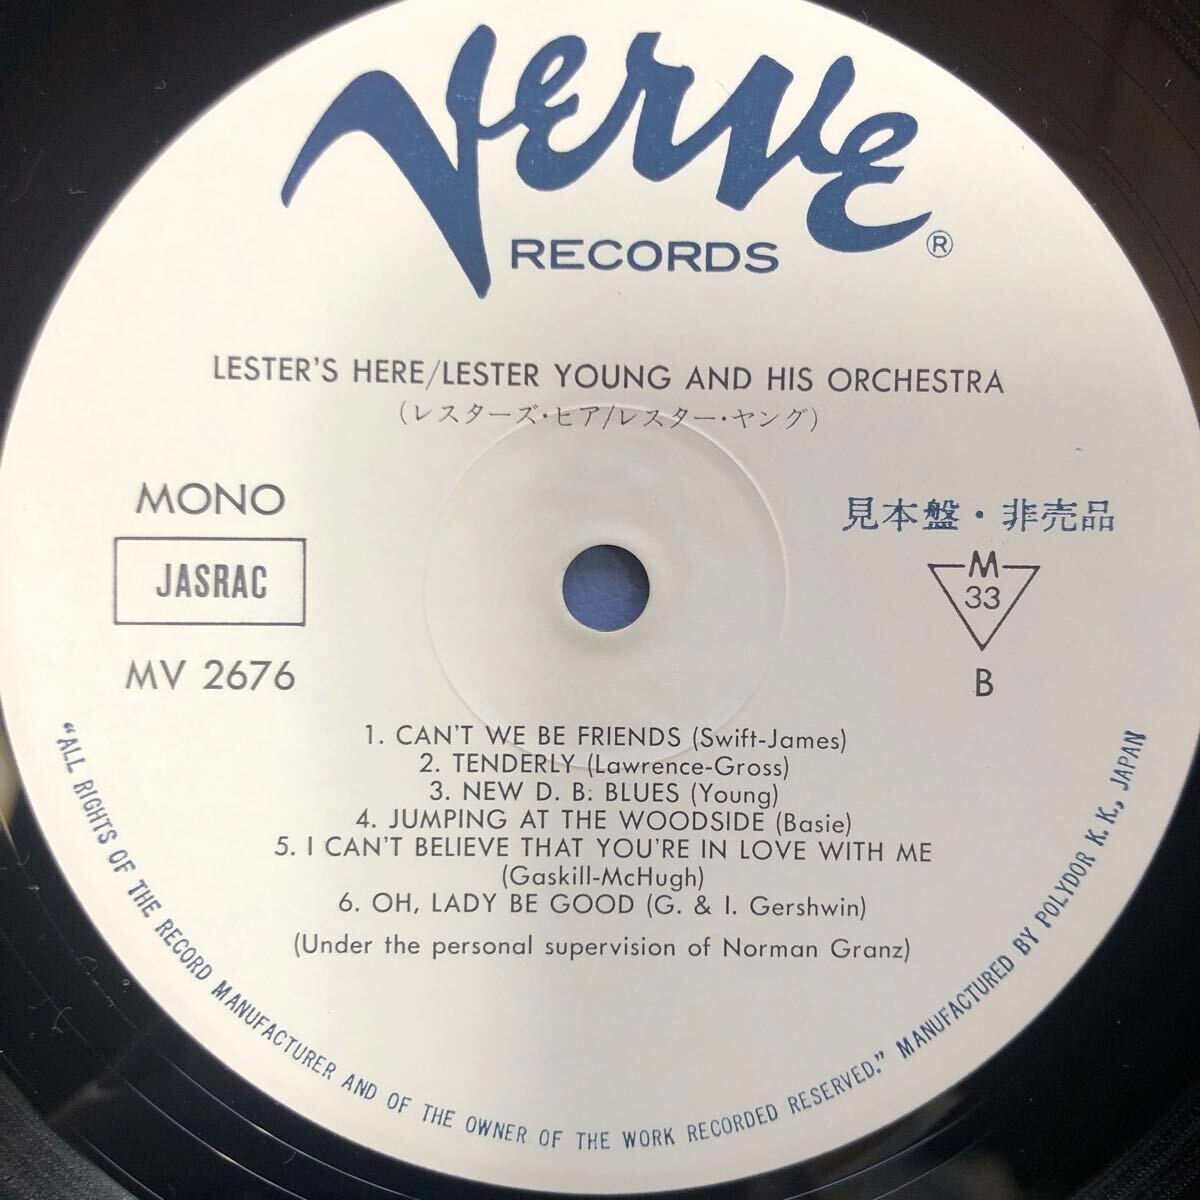 Verve
RECORDS ®
LESTER'S HERE/LESTER YOUNG AND HIS ORCHESTRA
(レスターズ・ヒア/レスター・ヤング)
MONO
JASRAC
MV 2676
見本盤・非売品
M
33
B
1. CAN'T WE BE FRIENDS (Swift-James)
2. TENDERLY (Lawrence-Gross)
3. NEW D. B. BLUES (Young)
4. JUMPING AT THE WOODSIDE (Basie)
5. I CAN'T BELIEVE THAT YOU'RE IN LOVE WITH ME
(Gaskill-McHugh)
6. OH, LADY BE GOOD (G. & I. Gershwin)
(Under the personal supervision of Norman Granz)
"ALL RIGHTS OF THE RECORD MANUFACTURER AND OF THE OWNER OF THE WORK RECORDED RESERVED." MANUFACTURED BY POLYDOR K. K., JAPAN